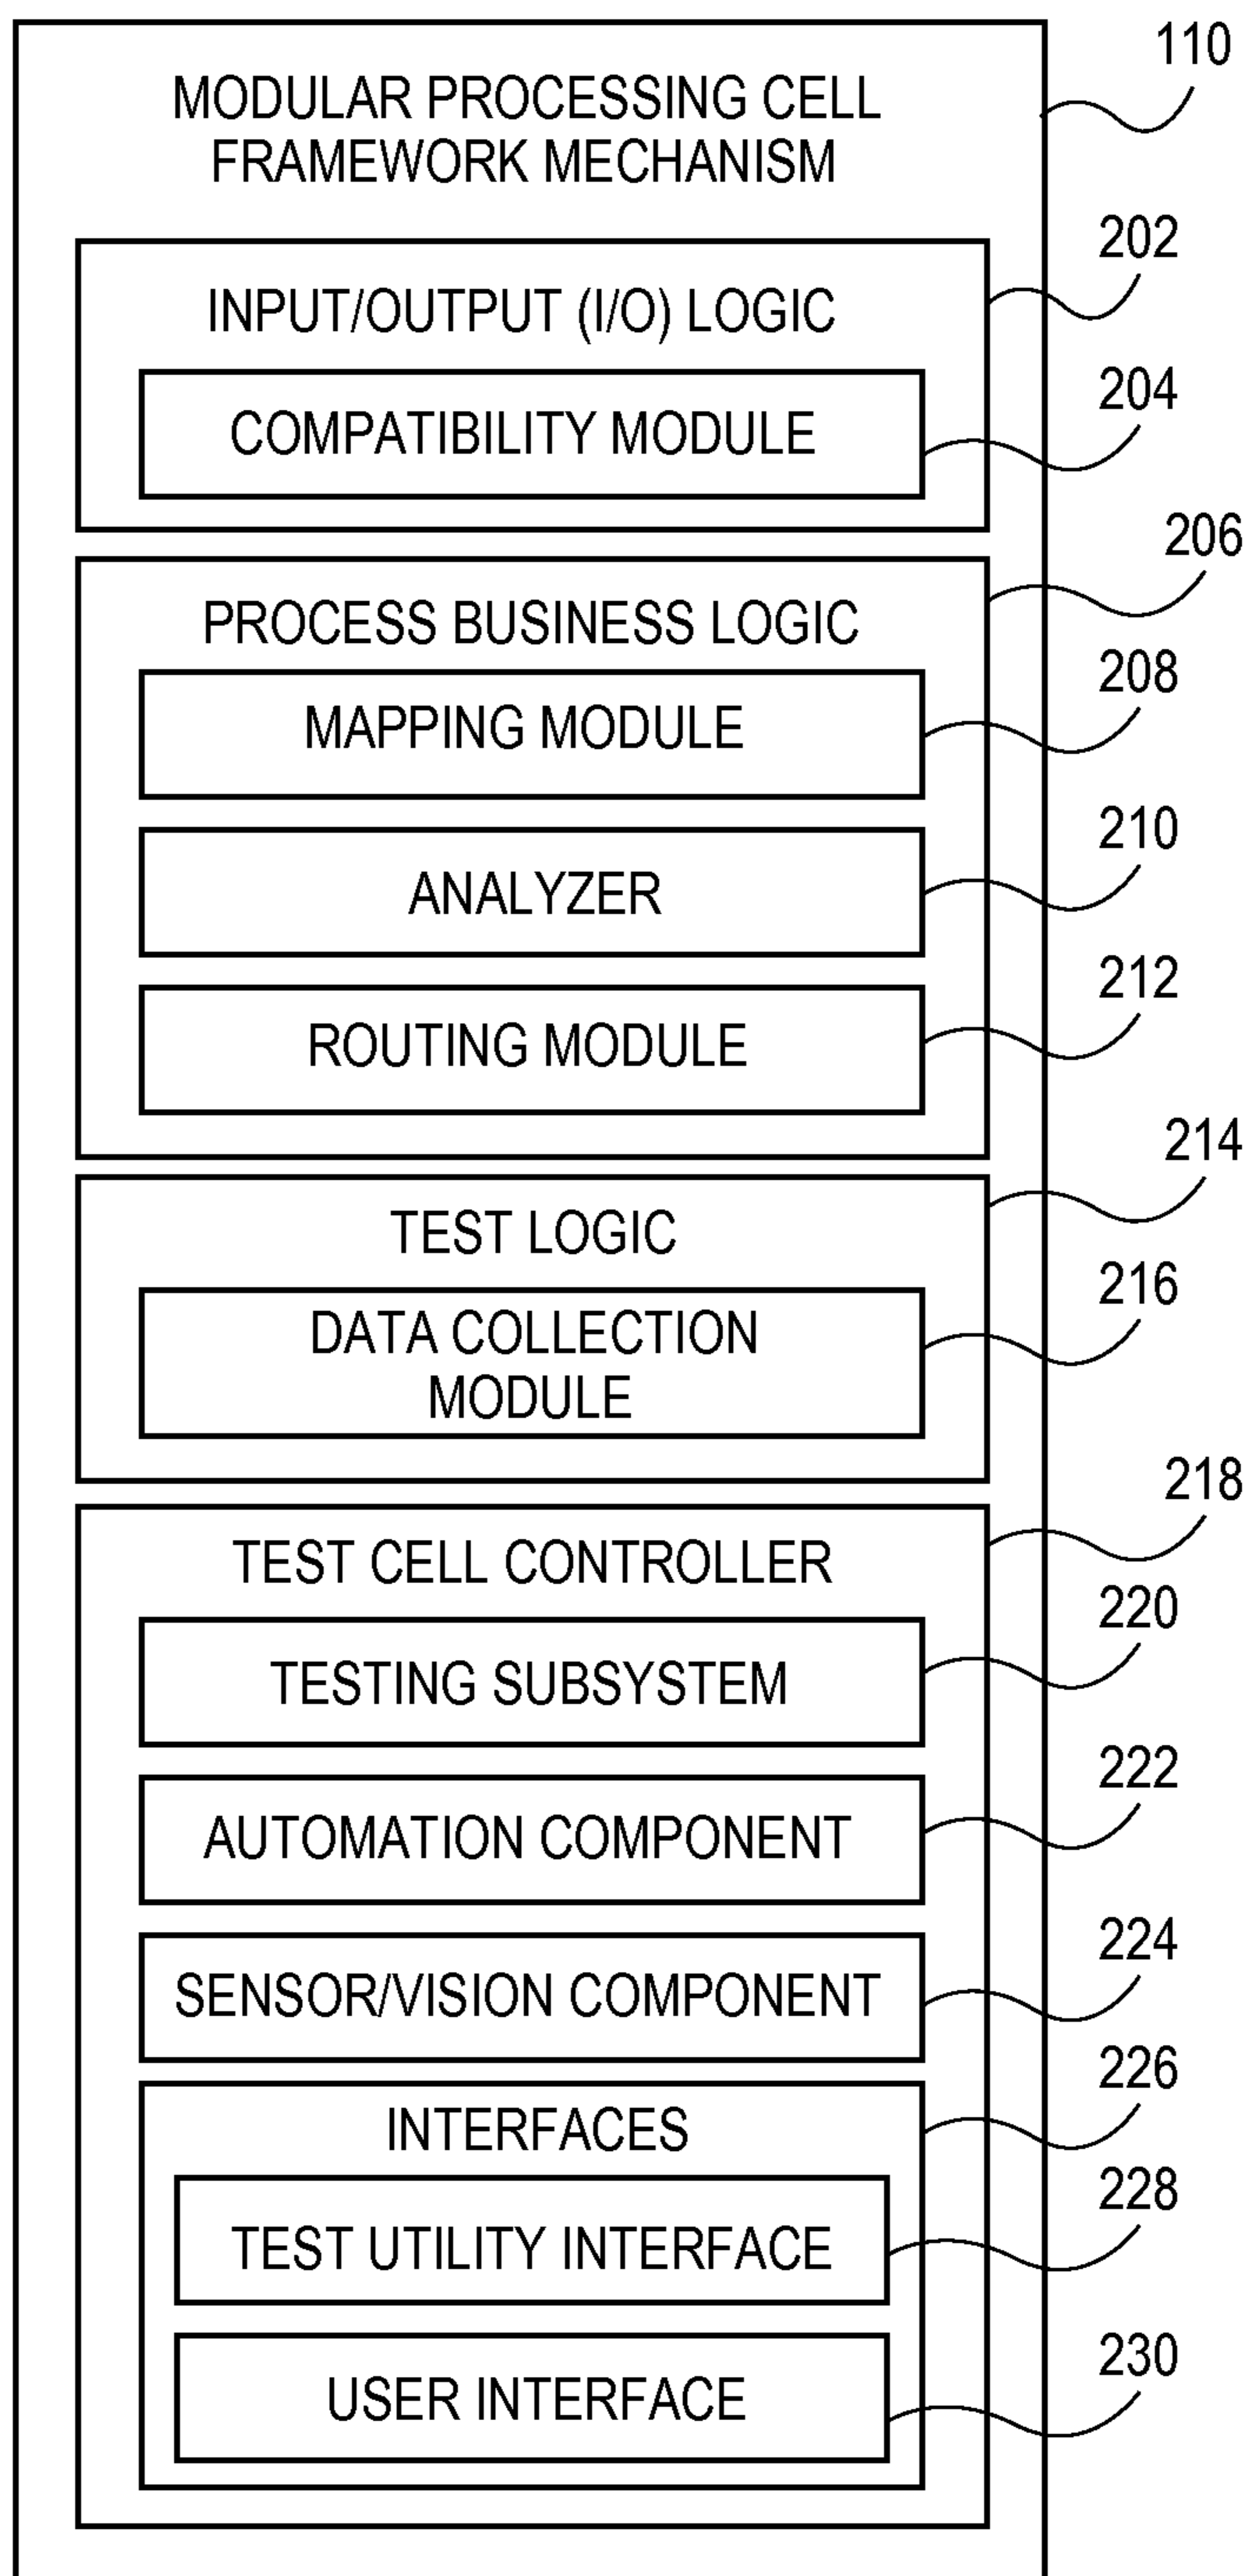 110
MODULAR PROCESSING CELL
FRAMEWORK MECHANISM
202
INPUT/OUTPUT (I/O) LOGIC
204
COMPATIBILITY MODULE
206
PROCESS BUSINESS LOGIC
208
MAPPING MODULE
210
ANALYZER
212
ROUTING MODULE
214
TEST LOGIC
216
DATA COLLECTION
MODULE
218
TEST CELL CONTROLLER
220
TESTING SUBSYSTEM
222
AUTOMATION COMPONENT
224
SENSOR/VISION COMPONENT
226
INTERFACES
228
TEST UTILITY INTERFACE
230
USER INTERFACE